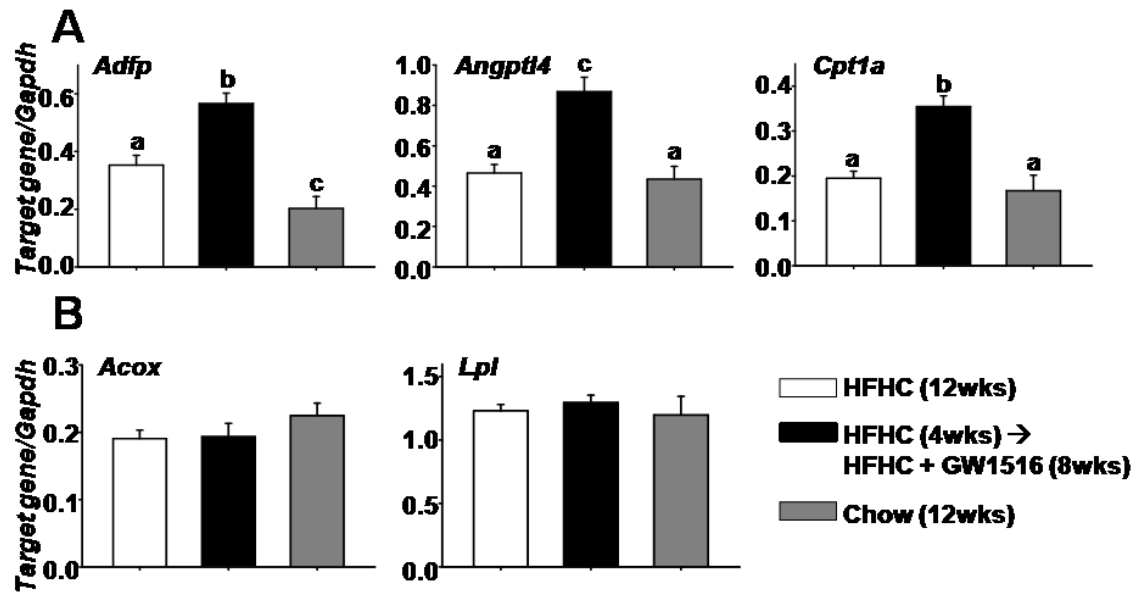 A
Adfp
Angptl4
Cpt1a
Target gene/Gapdh
0.6
0.4
0.2
0.0
a
b
c
1.0
0.8
0.6
0.4
0.2
0.0
a
c
a
0.4
0.3
0.2
0.1
0.0
a
b
a
B
Acox
Lpl
Target gene/Gapdh
0.3
0.2
0.1
0.0
1.5
1.0
0.5
0.0
HFHC (12wks)
HFHC (4wks) →
HFHC + GW1516 (8wks)
Chow (12wks)